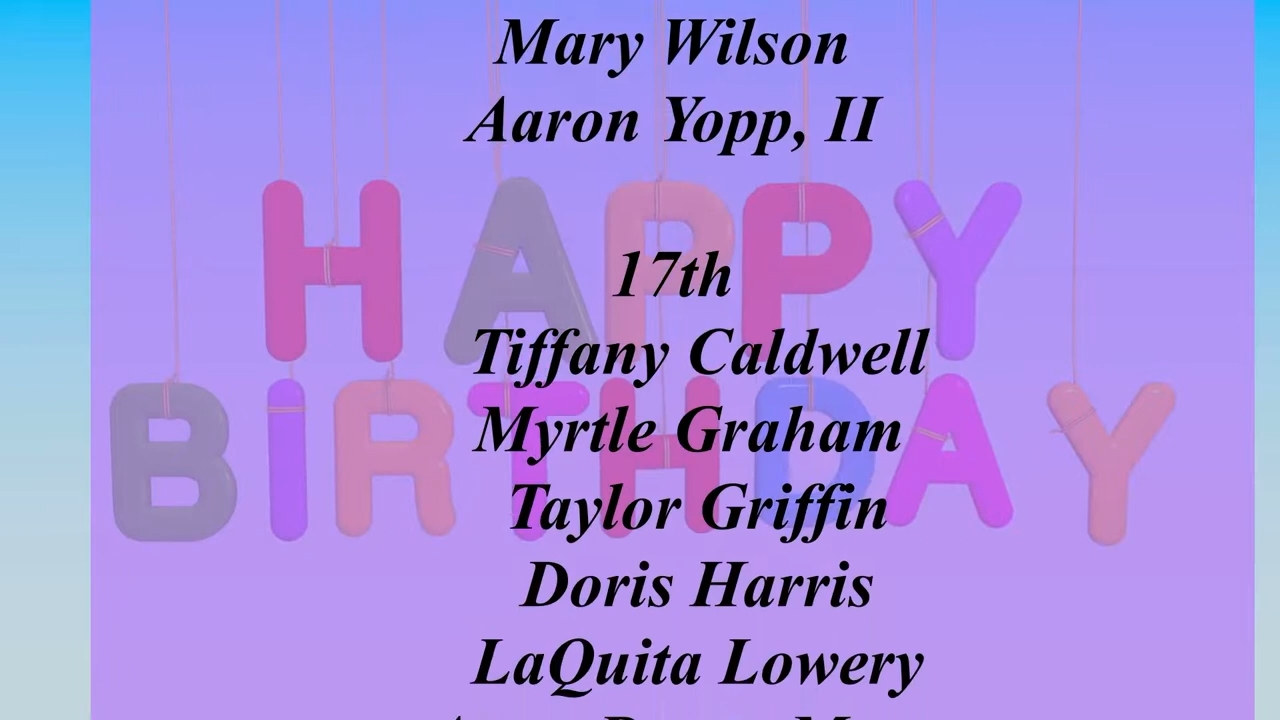 Mary Wilson
Aaron Yopp, II
HAPPY
17th
Tiffany Caldwell
BiRTHDAY
Myrtle Graham
Taylor Griffin
Doris Harris
LaQuita Lowery